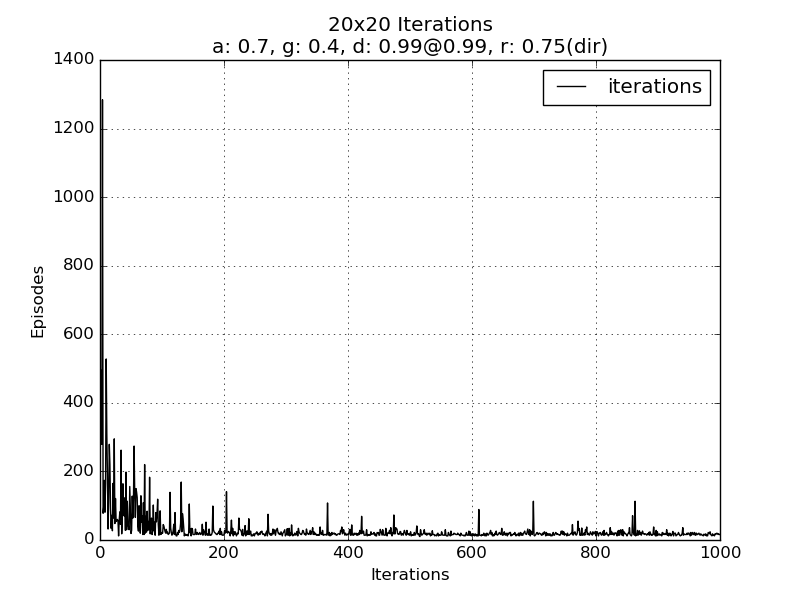 20x20 Iterations
a: 0.7, g: 0.4, d: 0.99@0.99, r: 0.75(dir)
1400
iterations
1200
1000
800
Episodes
600
400
200
0
0 200 400 600 800 1000
Iterations